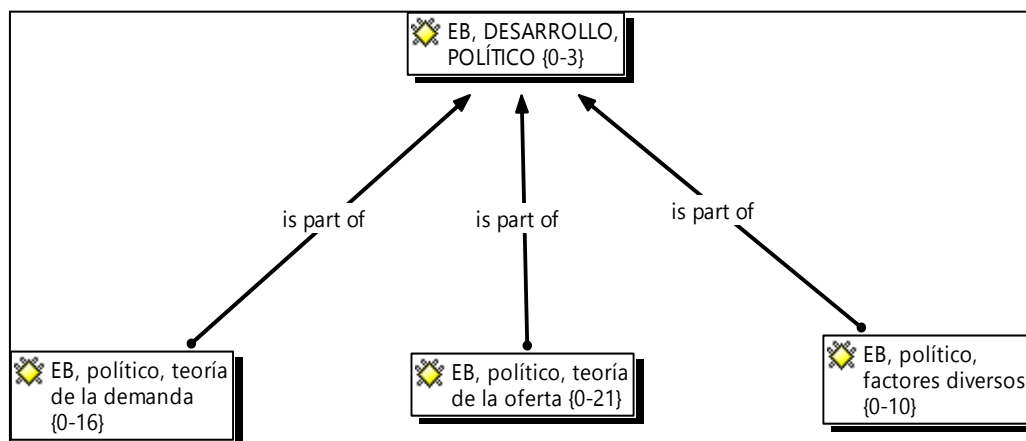 EB, DESARROLLO,
POLÍTICO {0-3}
is part of
is part of
is part of
EB, político, teoría
de la demanda
{0-16}
EB, político, teoría
de la oferta {0-21}
EB, político,
factores diversos
{0-10}